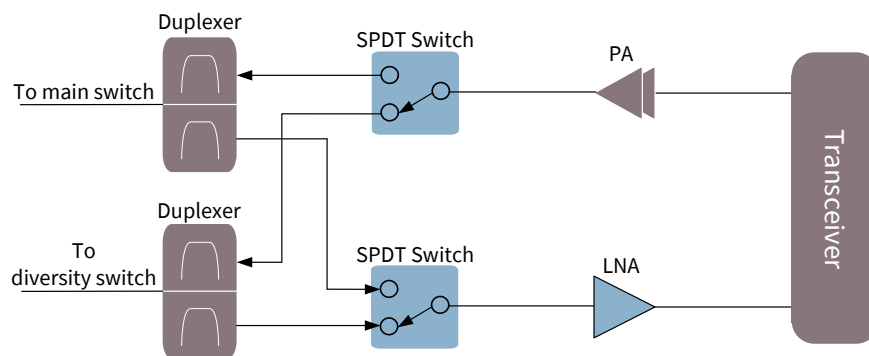 Duplexer
SPDT Switch
PA
To main switch
Transceiver
Duplexer
To
diversity switch
SPDT Switch
LNA